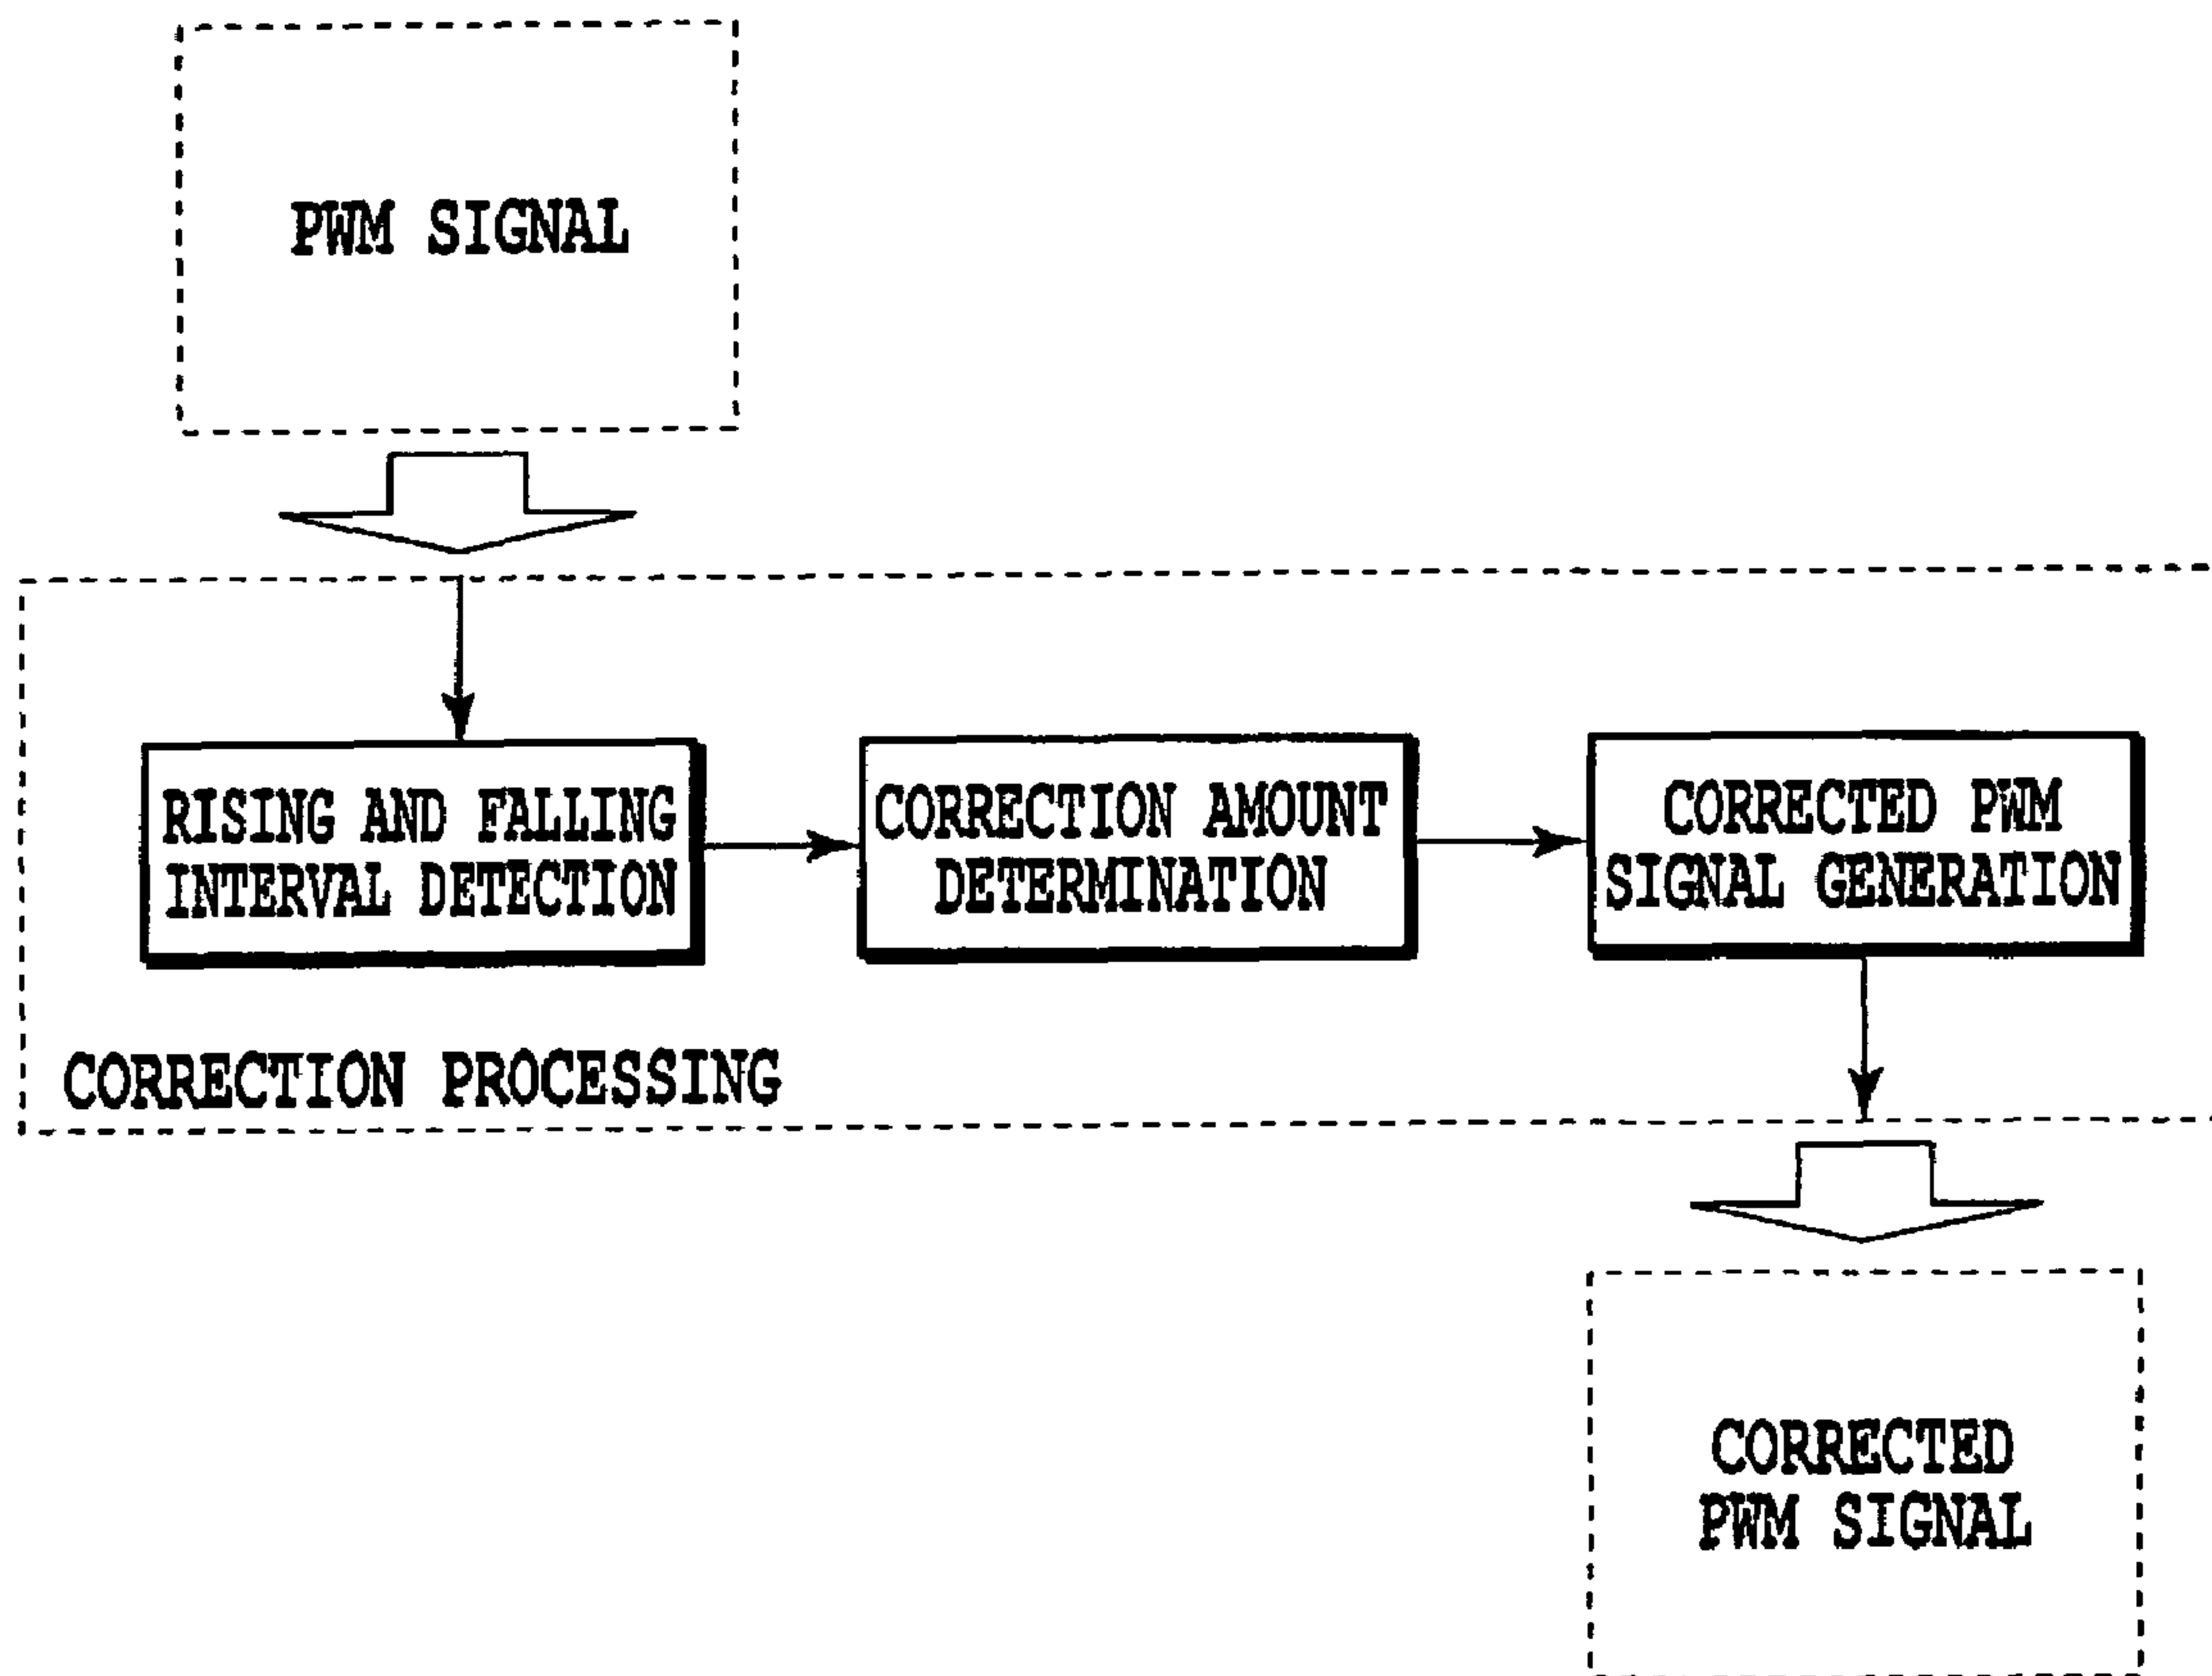 PWM SIGNAL
RISING AND FALLING
INTERVAL DETECTION
CORRECTION AMOUNT
DETERMINATION
CORRECTED PWM
SIGNAL GENERATION
CORRECTION PROCESSING
CORRECTED
PWM SIGNAL